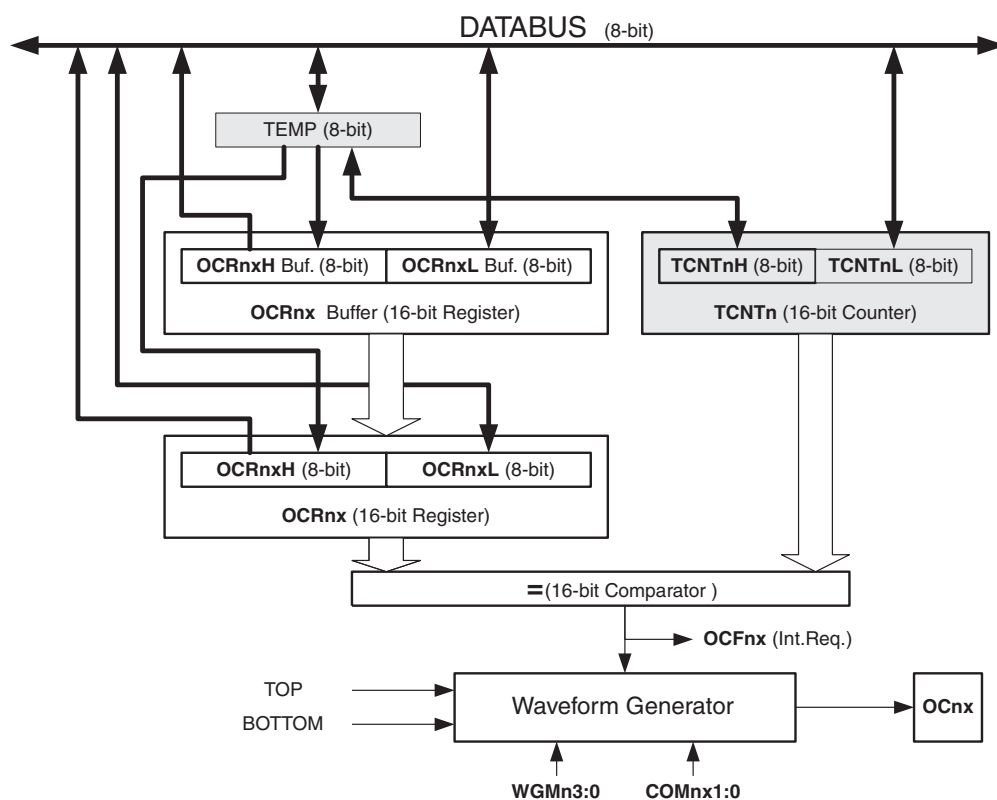 DATABUS (8-bit)
TEMP (8-bit)
OCRnxH Buf. (8-bit) OCRnxL Buf. (8-bit)
OCRnx Buffer (16-bit Register)
TCNTnH (8-bit) TCNTnL (8-bit)
TCNTn (16-bit Counter)
OCRnxH (8-bit) OCRnxL (8-bit)
OCRnx (16-bit Register)
= (16-bit Comparator )
OCFnx (Int.Req.)
TOP
BOTTOM
Waveform Generator
OCnx
WGMn3:0 COMnx1:0